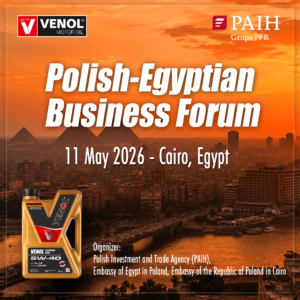 VENOL
MOTOR OIL
PAIH
Grupa PFR
Polish-Egyptian
Business Forum
11 May 2026 - Cairo, Egypt
VENOL
VENOL
5W-40
Organizer:
Polish Investment and Trade Agency (PAIH),
Embassy of Egypt in Poland, Embassy of the Republic of Poland in Cairo